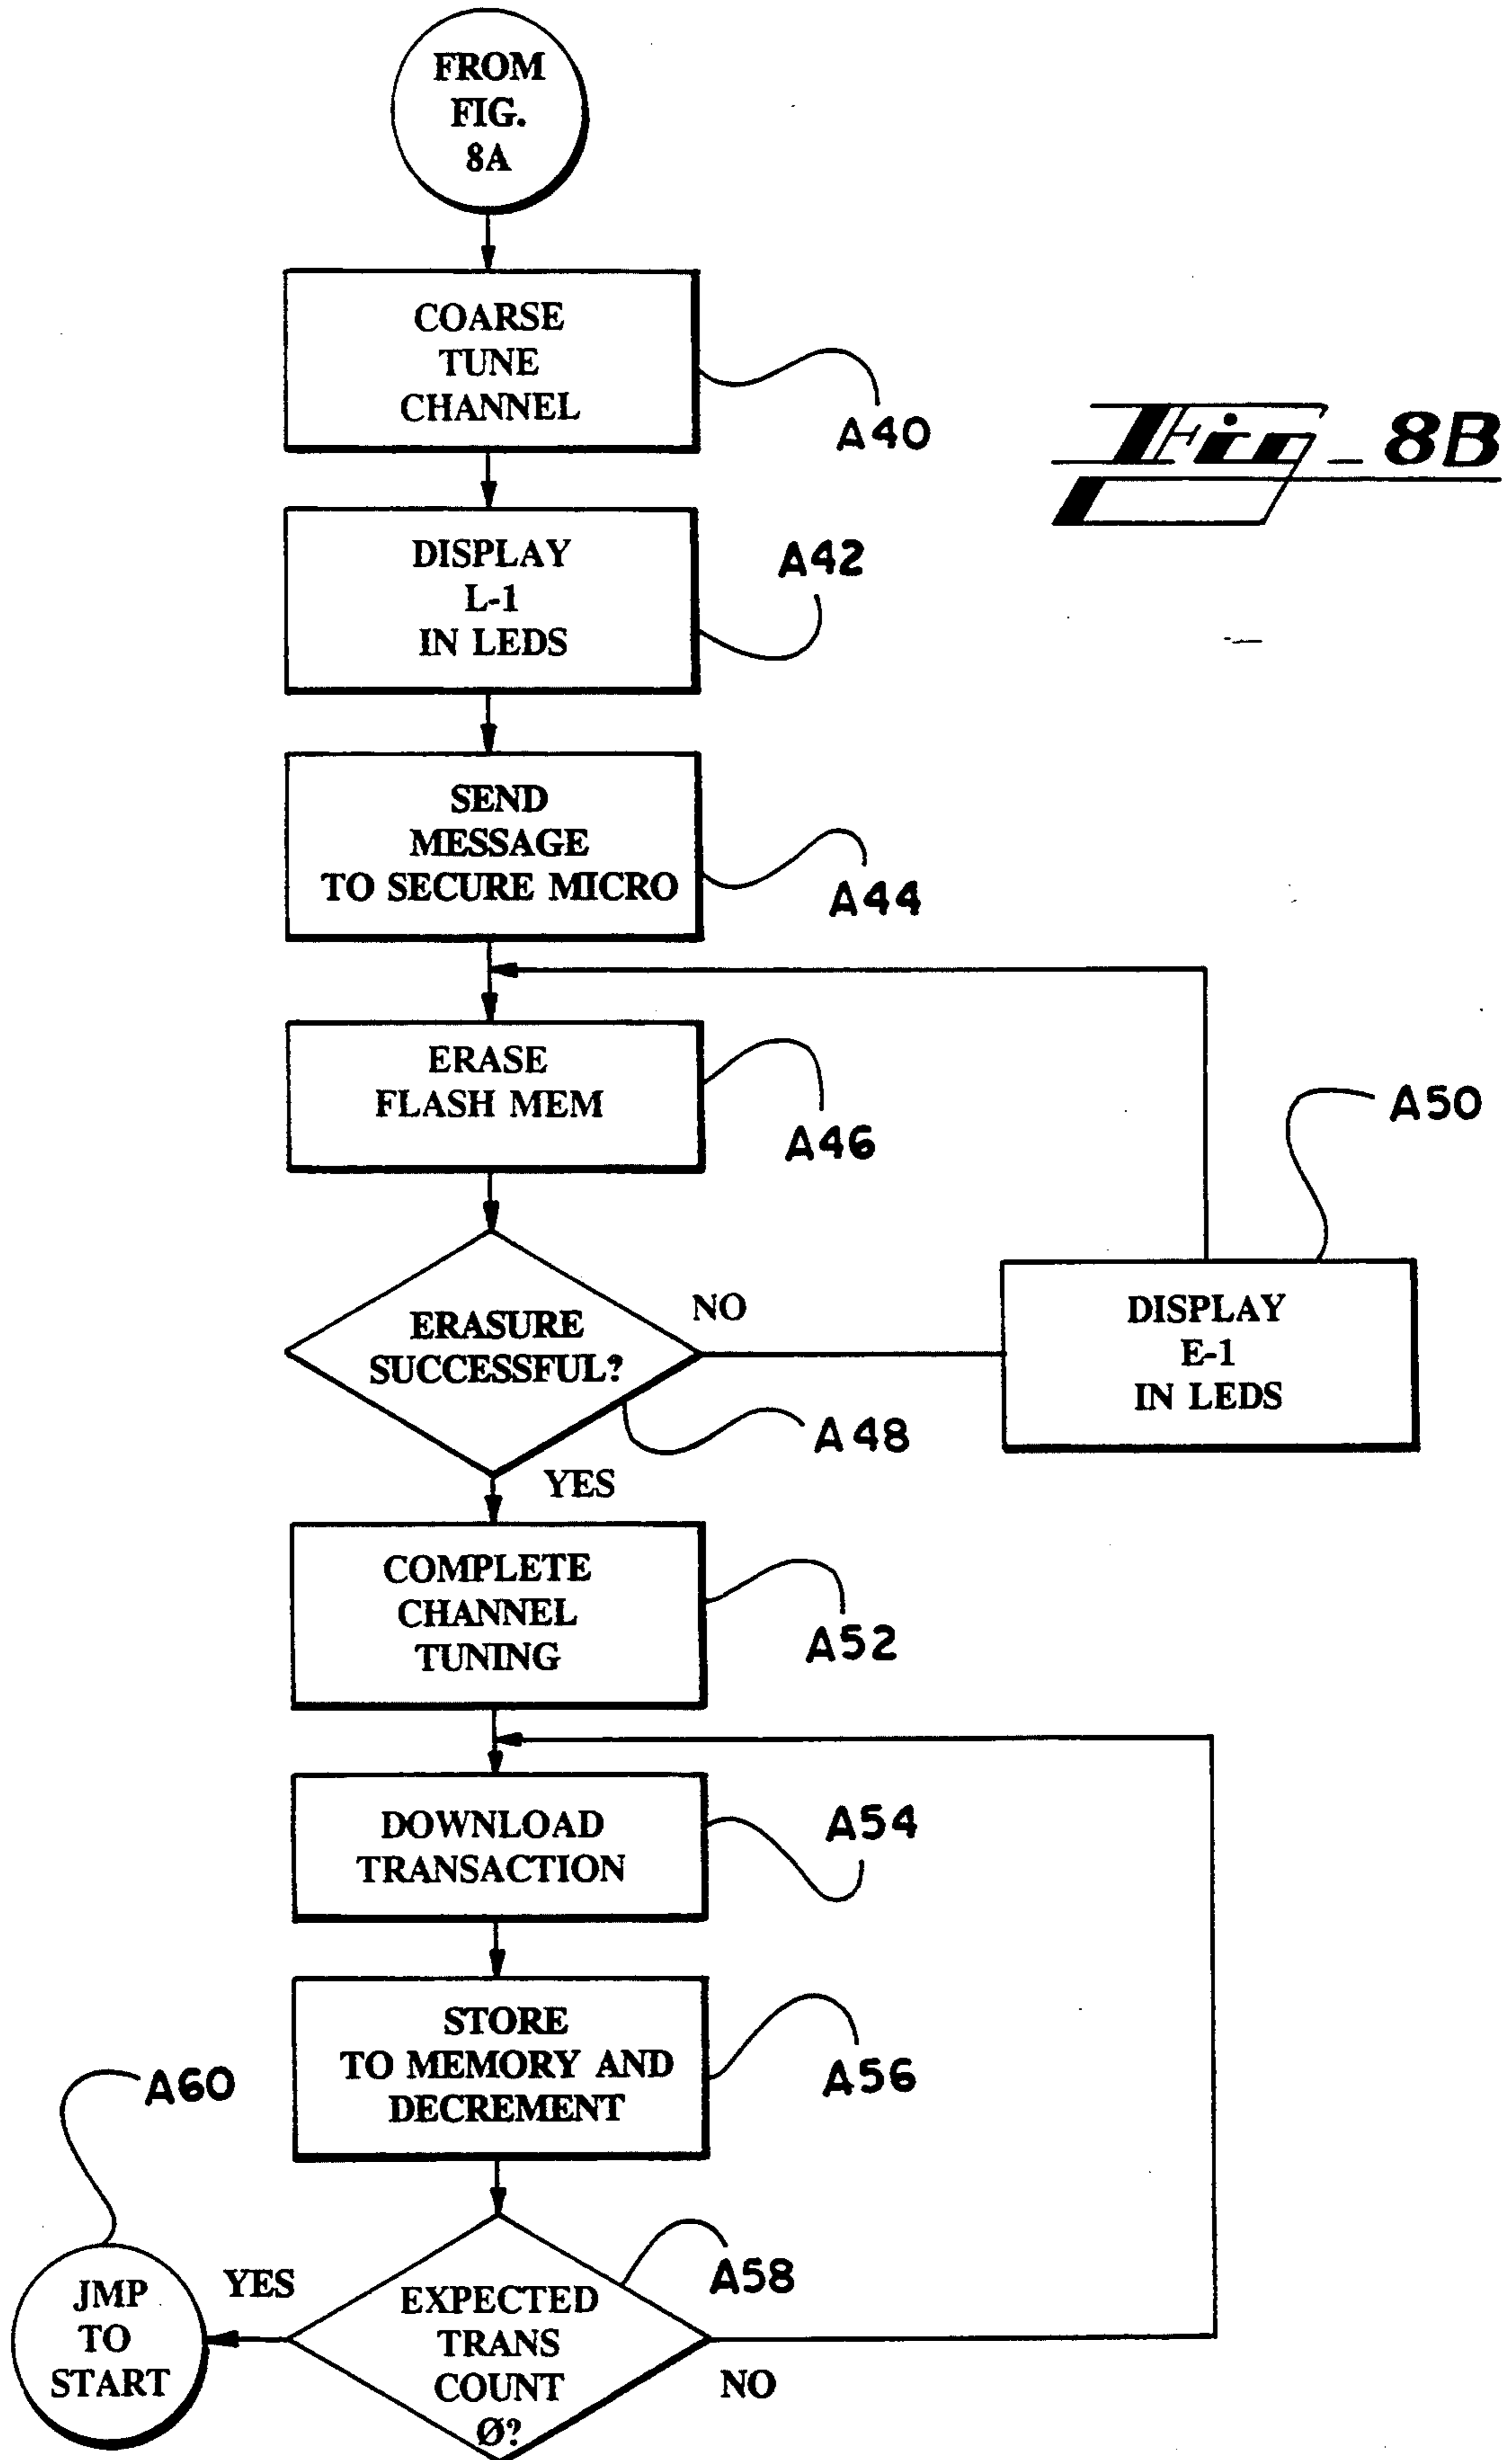 FROM
FIG.
8A
COARSE
TUNE
CHANNEL
A40
Fig_8B
DISPLAY
L-1
IN LEDS
A42
SEND
MESSAGE
TO SECURE MICRO
A44
ERASE
FLASH MEM
A46
A50
ERASURE
SUCCESSFUL?
NO
DISPLAY
E-1
IN LEDS
A48
YES
COMPLETE
CHANNEL
TUNING
A52
DOWNLOAD
TRANSACTION
A54
STORE
TO MEMORY AND
DECREMENT
A56
A60
JMP
TO
START
YES
EXPECTED
TRANS
COUNT
Ø?
A58
NO